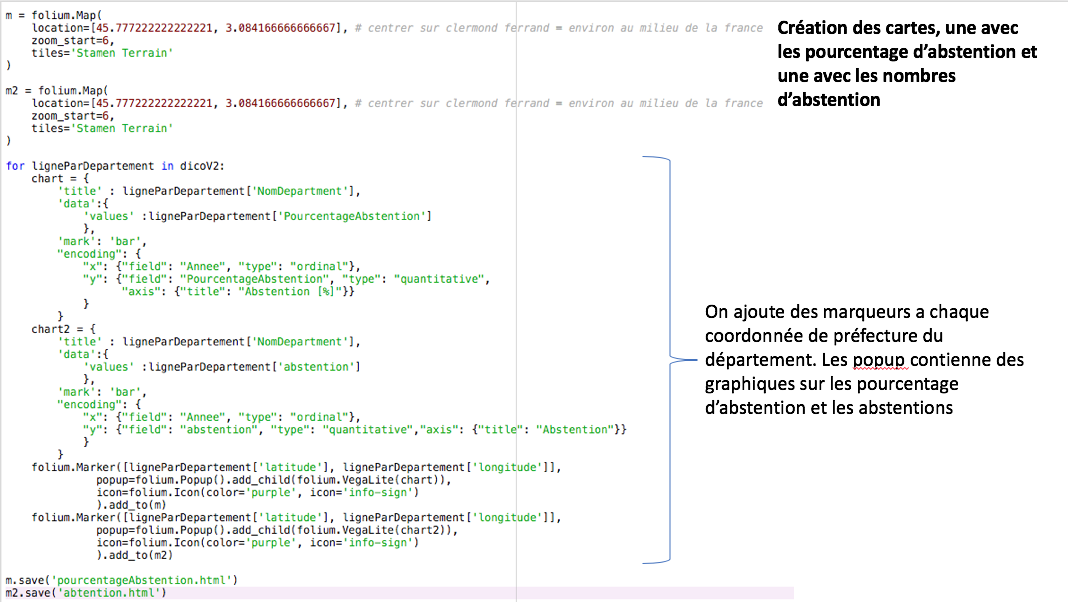 m = folium.Map(
    location=[45.777222222222221, 3.084166666666667], # centrer sur clermond ferrand = environ au milieu de la france
    zoom_start=6,
    tiles='Stamen Terrain'
)
m2 = folium.Map(
    location=[45.777222222222221, 3.084166666666667], # centrer sur clermond ferrand = environ au milieu de la france
    zoom_start=6,
    tiles='Stamen Terrain'
)
for ligneParDepartement in dicoV2:
    chart = {
        'title' : ligneParDepartement['NomDepartment'],
        'data':{
            'values' :ligneParDepartement['PourcentageAbstention']
            },
        'mark': 'bar',
        "encoding": {
            "x": {"field": "Annee", "type": "ordinal"},
            "y": {"field": "PourcentageAbstention", "type": "quantitative",
                  "axis": {"title": "Abstention [%]"}}
            }
        }
    chart2 = {
        'title' : ligneParDepartement['NomDepartment'],
        'data':{
            'values' :ligneParDepartement['abstention']
            },
        'mark': 'bar',
        "encoding": {
            "x": {"field": "Annee", "type": "ordinal"},
            "y": {"field": "abstention", "type": "quantitative","axis": {"title": "Abstention"}}
            }
        }
    folium.Marker([ligneParDepartement['latitude'], ligneParDepartement['longitude']],
              popup=folium.Popup().add_child(folium.VegaLite(chart)),
              icon=folium.Icon(color='purple', icon='info-sign')
              ).add_to(m)
    folium.Marker([ligneParDepartement['latitude'], ligneParDepartement['longitude']],
              popup=folium.Popup().add_child(folium.VegaLite(chart2)),
              icon=folium.Icon(color='purple', icon='info-sign')
              ).add_to(m2)
m.save('pourcentageAbstention.html')
m2.save('abtention.html')
Création des cartes, une avec
les pourcentage d’abstention et
une avec les nombres
d’abstention
On ajoute des marqueurs a chaque
coordonnée de préfecture du
département. Les popup contienne des
graphiques sur les pourcentage
d’abstention et les abstentions